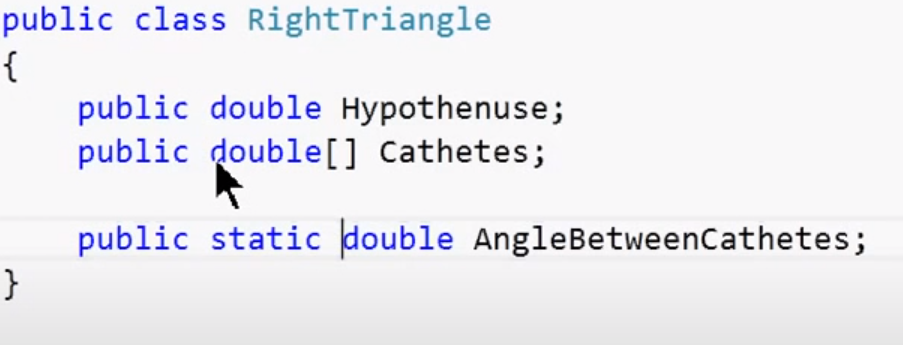 public class RightTriangle
{
public double Hypothenuse;
public double[] Cathetes;
public static double AngleBetweenCathetes;
}